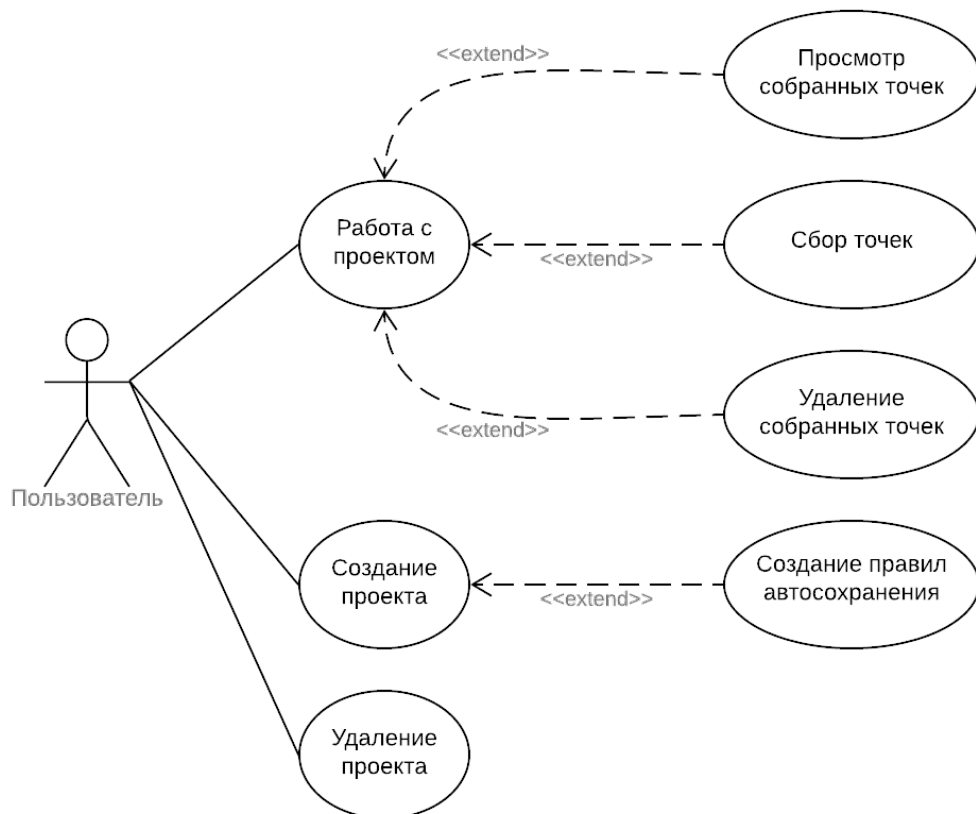 <<extend>>
Просмотр
собранных точек
Работа с
проектом
<<extend>>
Сбор точек
<<extend>>
Удаление
собранных точек
Пользователь
Создание
проекта
<<extend>>
Создание правил
автосохранения
Удаление
проекта